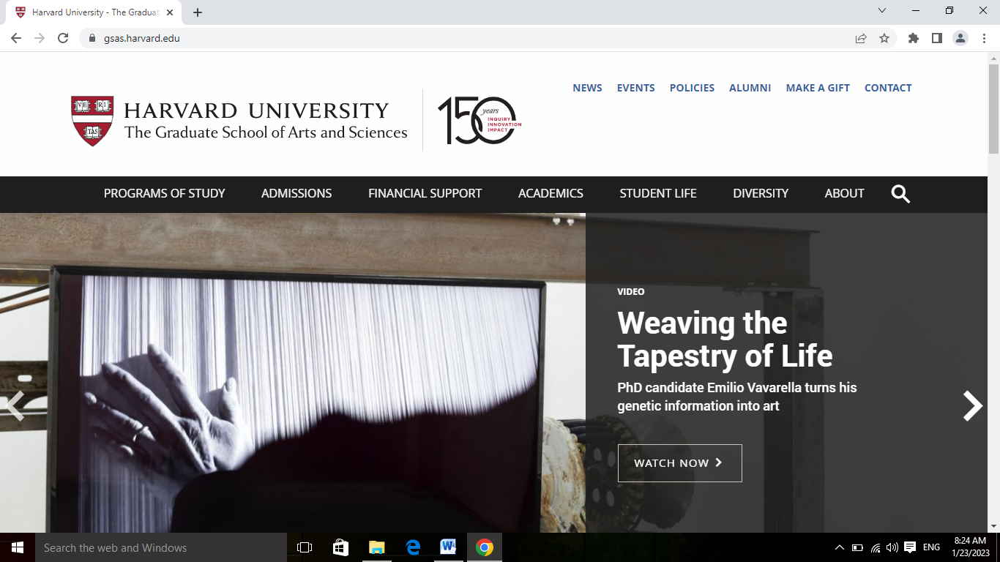 Harvard University - The Graduat
gsas.harvard.edu
NEWS EVENTS POLICIES ALUMNI MAKE A GIFT CONTACT
VE RI
TAS
HARVARD UNIVERSITY
The Graduate School of Arts and Sciences
150 years
INQUIRY
INNOVATION
IMPACT
PROGRAMS OF STUDY ADMISSIONS FINANCIAL SUPPORT ACADEMICS STUDENT LIFE DIVERSITY ABOUT
VIDEO
Weaving the
Tapestry of Life
PhD candidate Emilio Vavarella turns his
genetic information into art
WATCH NOW
Search the web and Windows
ENG
8:24 AM
1/23/2023